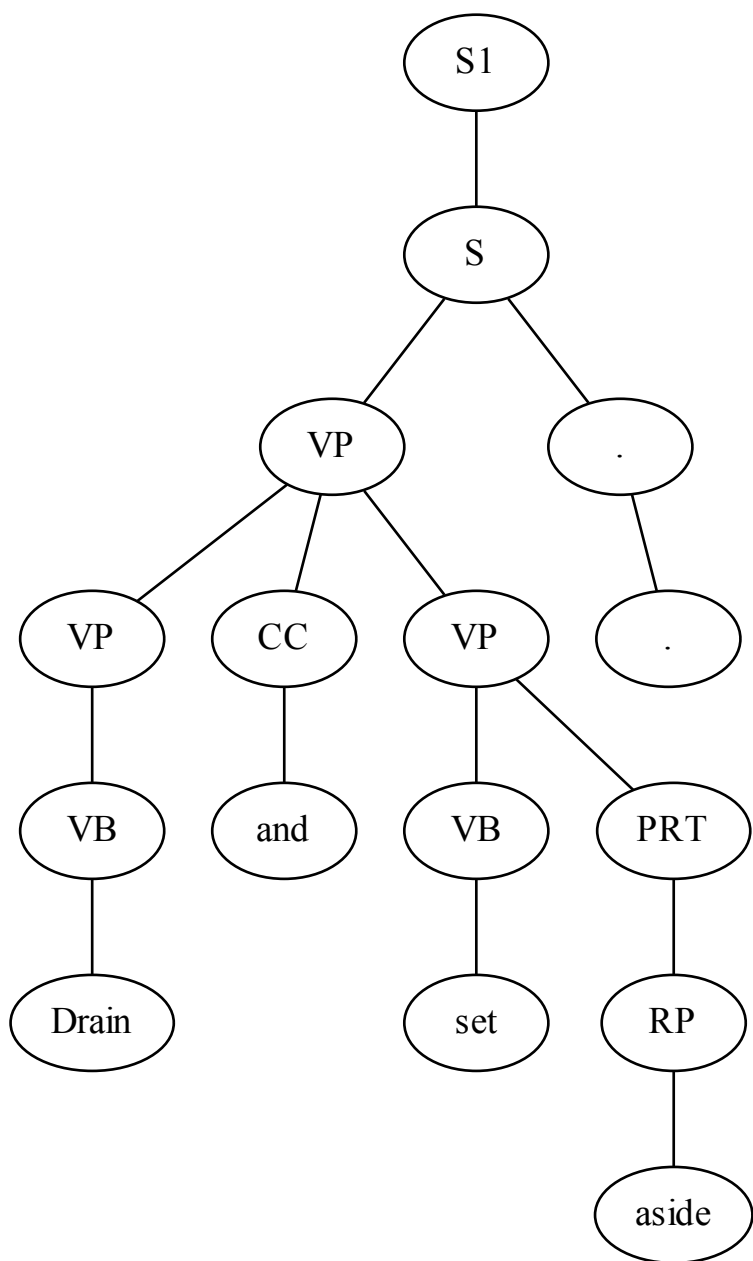 S1
S
VP .
VP CC VP .
VB and VB PRT
Drain set RP
aside